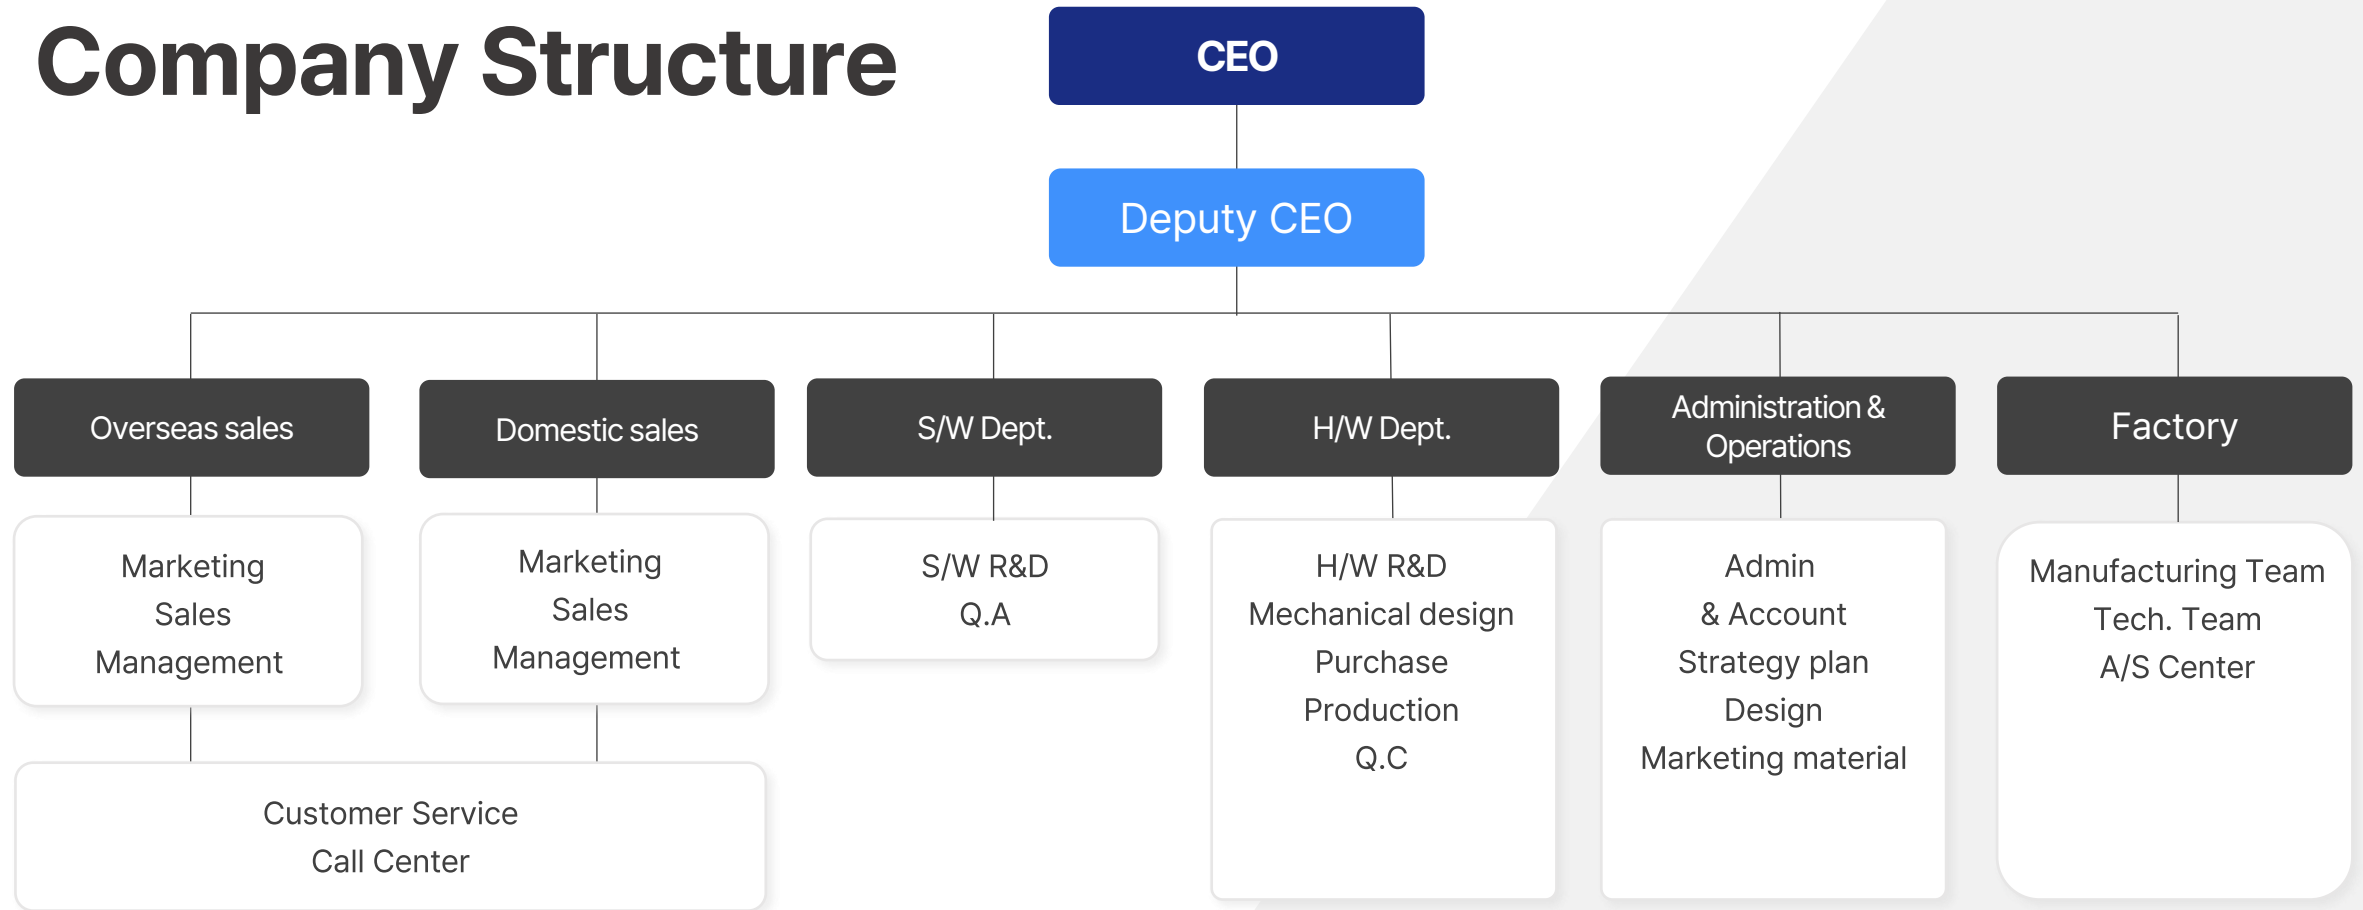 Company Structure
CEO
Deputy CEO
Overseas sales
Domestic sales
S/W Dept.
H/W Dept.
Administration &
Operations
Factory
Marketing
Sales
Management
Marketing
Sales
Management
S/W R&D
Q.A
H/W R&D
Mechanical design
Purchase
Production
Q.C
Admin
& Account
Strategy plan
Design
Marketing material
Manufacturing Team
Tech. Team
A/S Center
Customer Service
Call Center